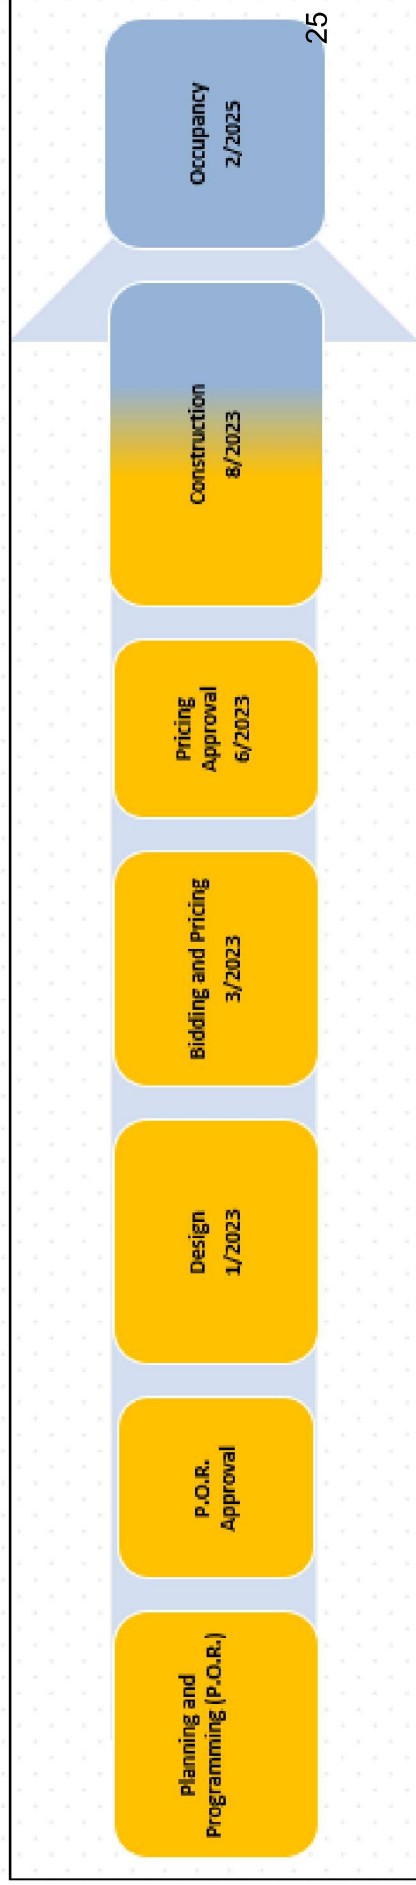 Planning and
Programming (P.O.R.)
P.O.R.
Approval
Design
1/2023
Bidding and Pricing
3/2023
Pricing
Approval
6/2023
Construction
8/2023
Occupancy
2/2025
25